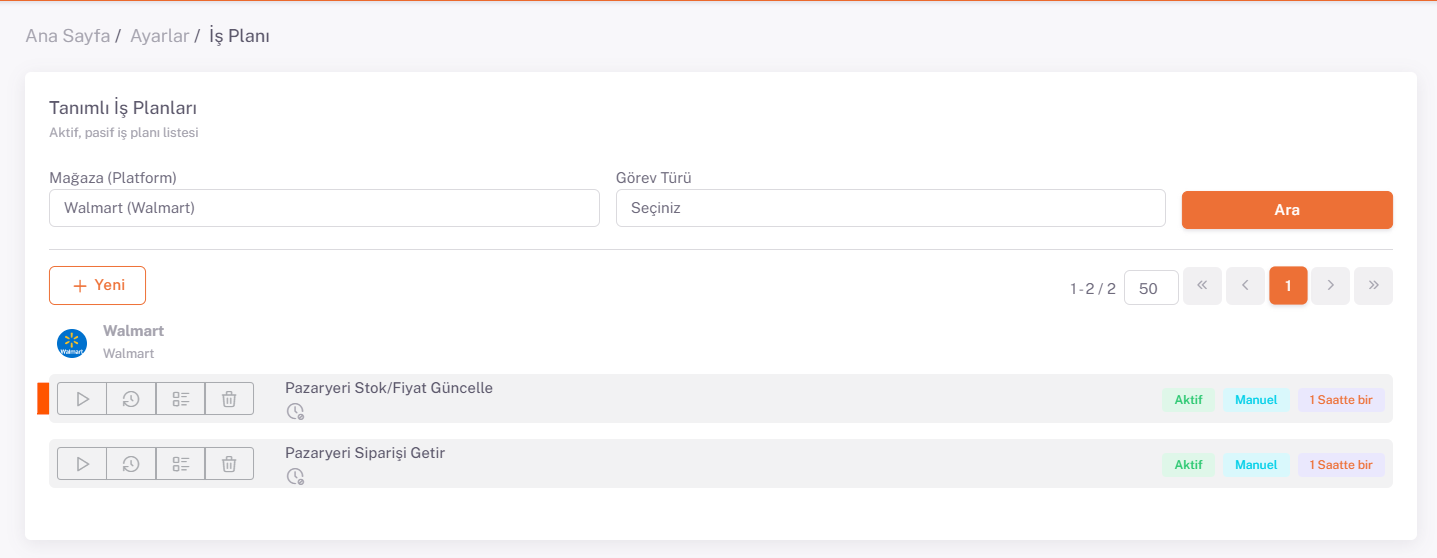 Ana Sayfa / Ayarlar / İş Planı
Tanımlı İş Planları
Aktif, pasif iş planı listesi
Mağaza (Platform) Görev Türü
Walmart (Walmart) Seçiniz Ara
+ Yeni 1 - 2 / 2 50 « ‹ 1 › »
Walmart
Walmart
Walmart
Pazaryeri Stok/Fiyat Güncelle
Aktif Manuel 1 Saatte bir
Pazaryeri Siparişi Getir
Aktif Manuel 1 Saatte bir